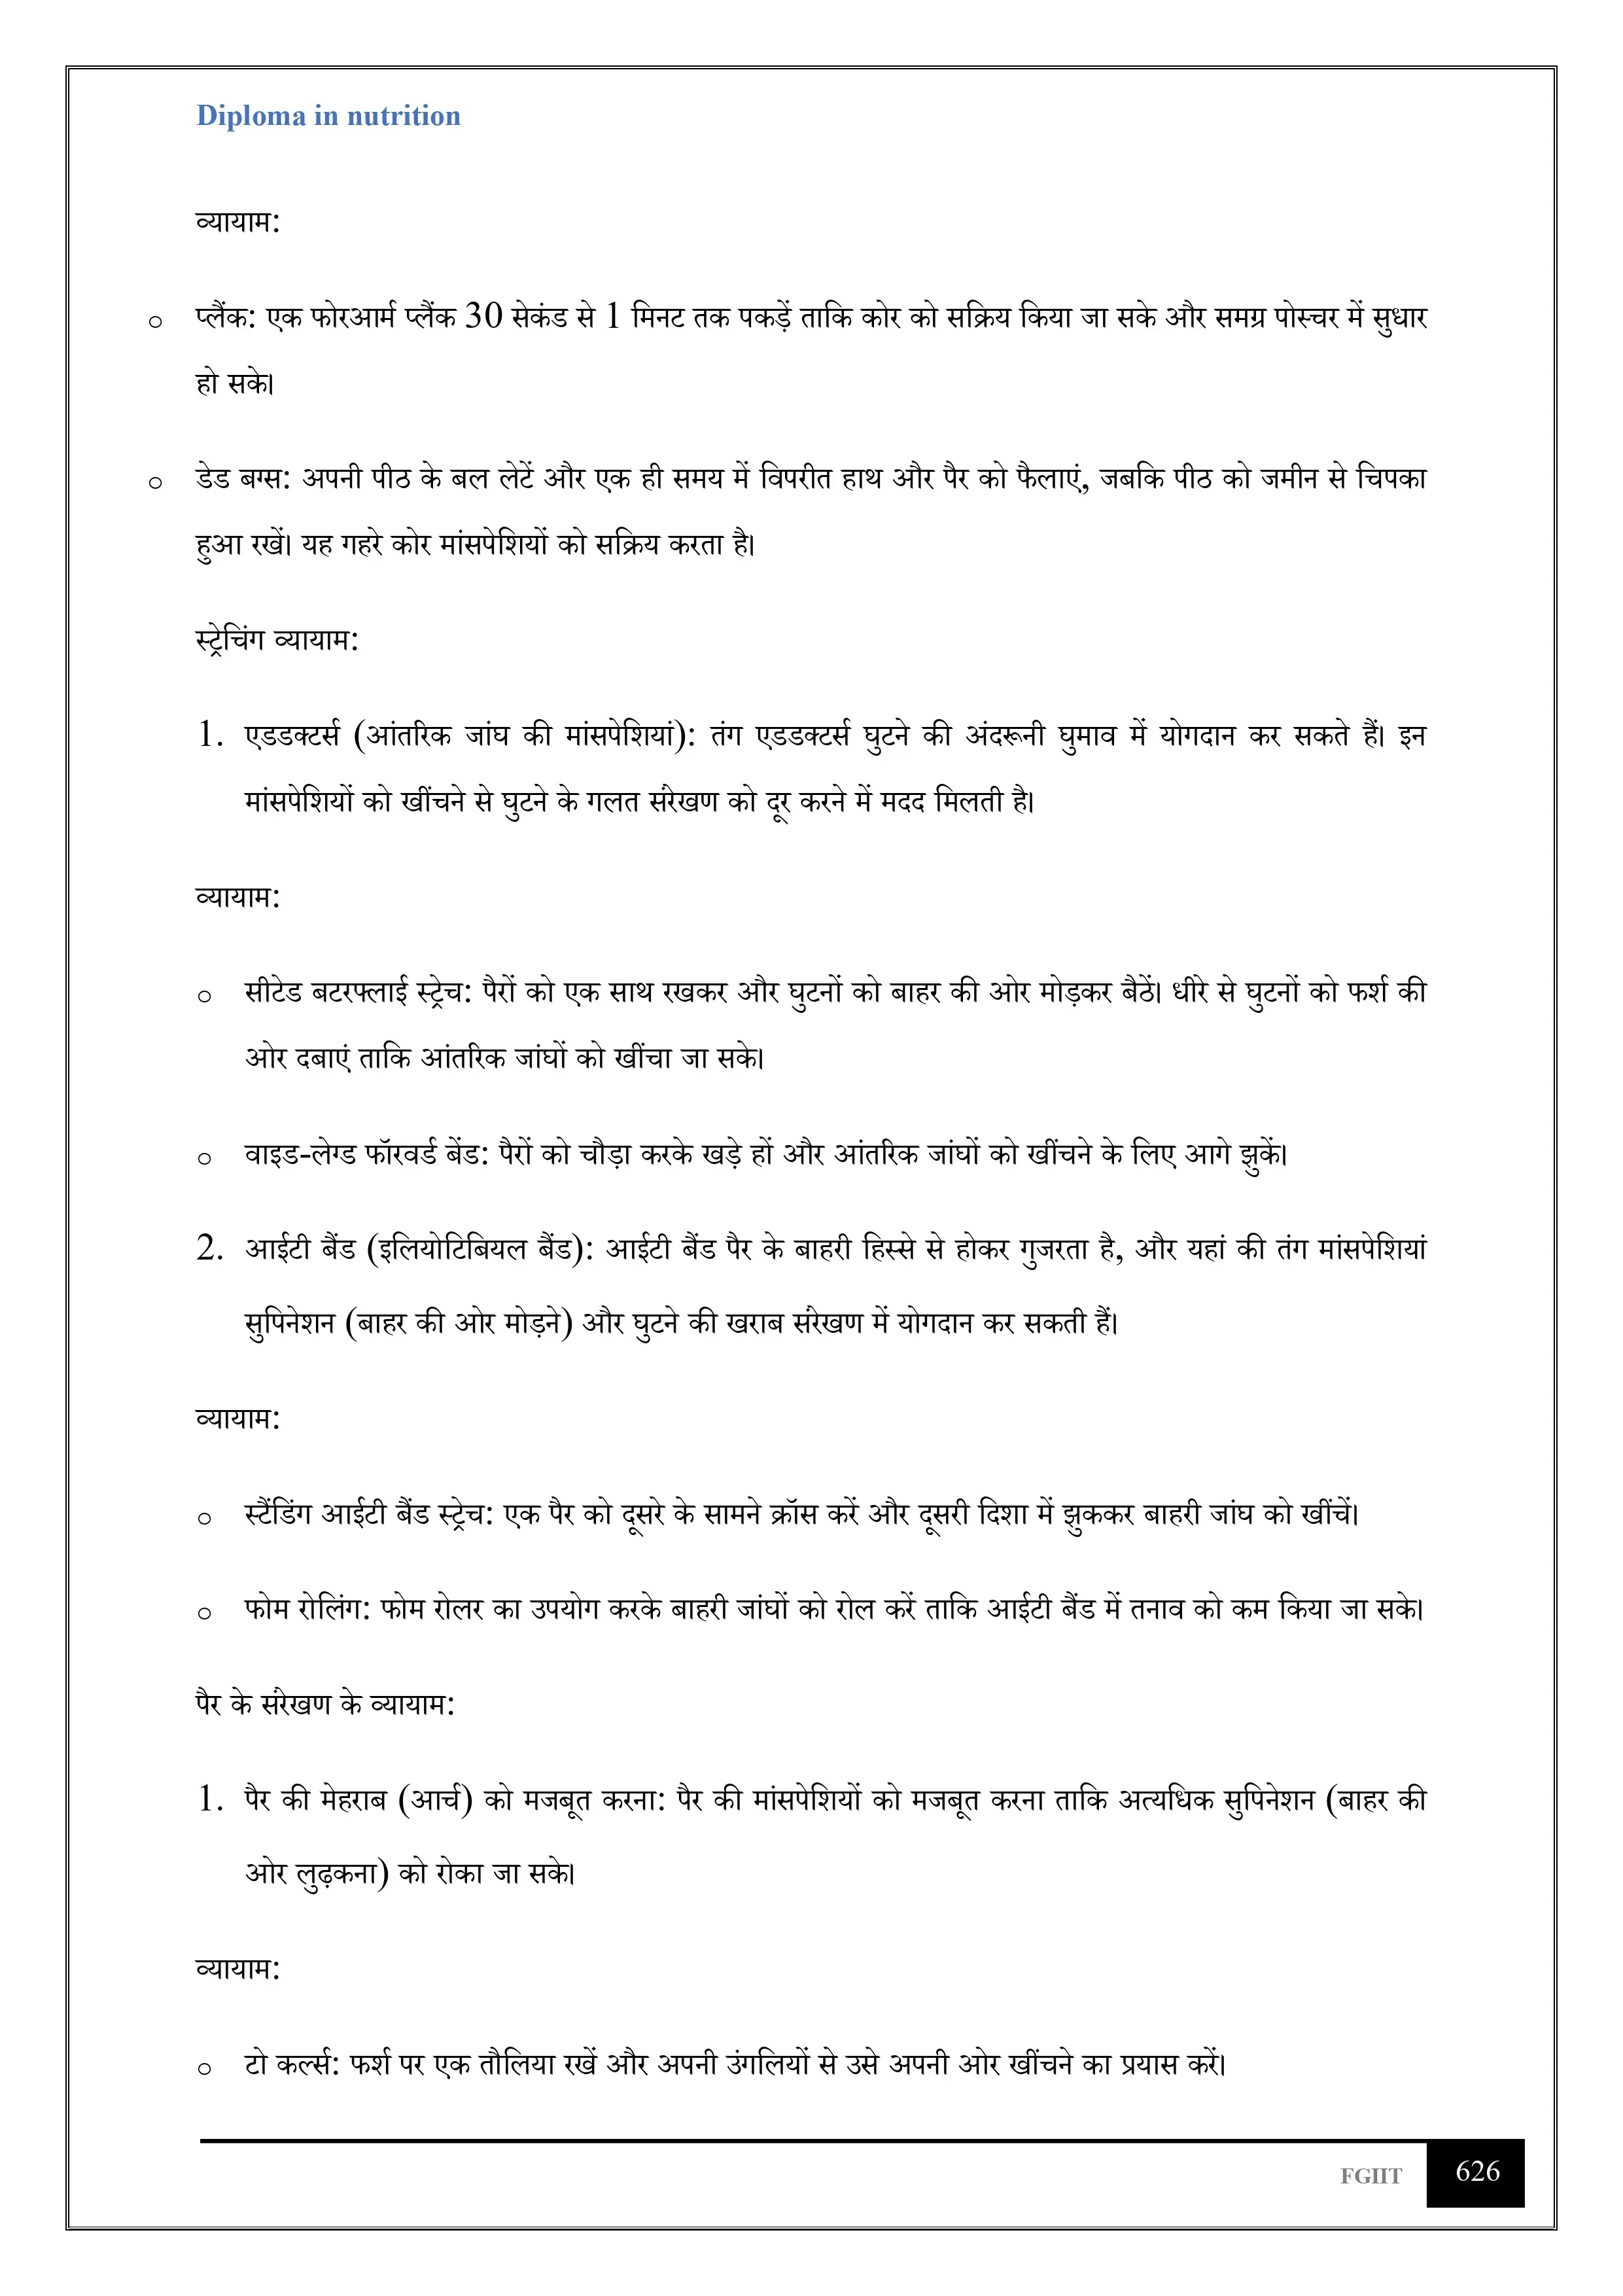 Diploma in nutrition
व्यायाम:
○ प्लैंक: एक फोरआर्म प्लैंक 30 सेकंड से 1 मिनट तक पकड़ें ताकि कोर को सक्रिय किया जा सके और समग्र पोस्चर में सुधार
हो सके।
○ डेड बग्स: अपनी पीठ के बल लेटें और एक ही समय में विपरीत हाथ और पैर को फैलाएं, जबकि पीठ को जमीन से चिपका
हुआ रखें। यह गहरे कोर मांसपेशियों को सक्रिय करता है।
स्ट्रेचिंग व्यायाम:
1. एडडक्टर्स (आंतरिक जांघ की मांसपेशियां): तंग एडडक्टर्स घुटने की अंदरूनी घुमाव में योगदान कर सकते हैं। इन
मांसपेशियों को खींचने से घुटने के गलत संरेखण को दूर करने में मदद मिलती है।
व्यायाम:
○ सीटेड बटरफ्लाई स्ट्रेच: पैरों को एक साथ रखकर और घुटनों को बाहर की ओर मोड़कर बैठें। धीरे से घुटनों को फर्श की
ओर दबाएं ताकि आंतरिक जांघों को खींचा जा सके।
○ वाइड-लेग्ड फॉरवर्ड बेंड: पैरों को चौड़ा करके खड़े हों और आंतरिक जांघों को खींचने के लिए आगे झुकें।
2. आईटी बैंड (इलियोटिबियल बैंड): आईटी बैंड पैर के बाहरी हिस्से से होकर गुजरता है, और यहां की तंग मांसपेशियां
सुपिनेशन (बाहर की ओर मोड़ने) और घुटने की खराब संरेखण में योगदान कर सकती हैं।
व्यायाम:
○ स्टैंडिंग आईटी बैंड स्ट्रेच: एक पैर को दूसरे के सामने क्रॉस करें और दूसरी दिशा में झुककर बाहरी जांघ को खींचें।
○ फोम रोलिंग: फोम रोलर का उपयोग करके बाहरी जांघों को रोल करें ताकि आईटी बैंड में तनाव को कम किया जा सके।
पैर के संरेखण के व्यायाम:
1. पैर की मेहराब (आर्च) को मजबूत करना: पैर की मांसपेशियों को मजबूत करना ताकि अत्यधिक सुपिनेशन (बाहर की
ओर लुढ़कना) को रोका जा सके।
व्यायाम:
○ टो कर्ल्स: फर्श पर एक तौलिया रखें और अपनी उंगलियों से उसे अपनी ओर खींचने का प्रयास करें।
FGIIT 626